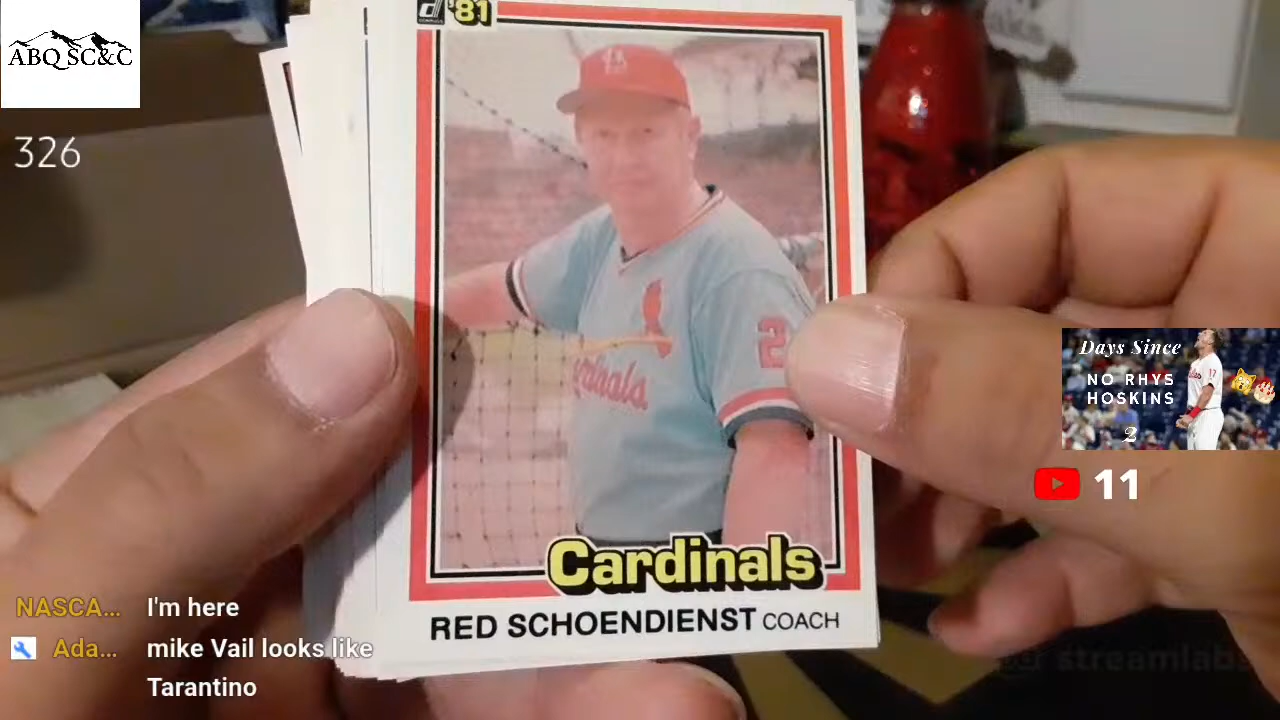 ABQ SC&C
326
'81
Cardinals
RED SCHOENDIENST COACH
2
Days Since
NO RHYS
HOSKINS
2
11
NASCA... I'm here
Ada... mike Vail looks like
Tarantino
streamlabs